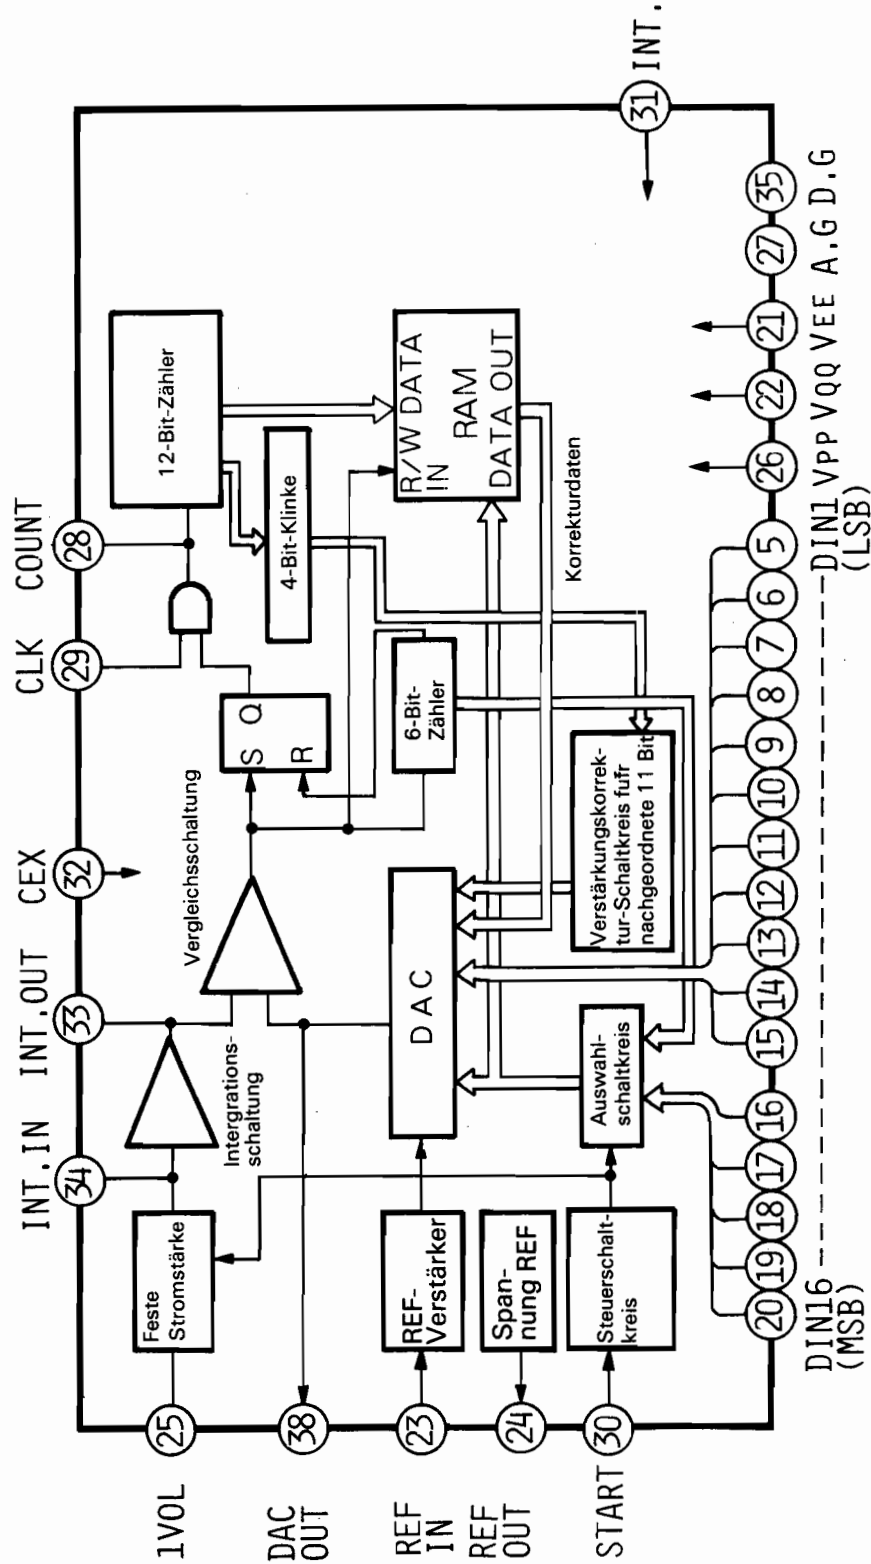 INT.IN
INT.OUT
CEX
CLK
COUNT
34
33
32
29
28
1VOL
25
Feste
Stromstärke
Intergrations-
schaltung
Vergleichsschaltung
S Q
R
12-Bit-Zähler
4-Bit-Klinke
DAC
OUT
38
REF
IN
23
REF-
Verstärker
DAC
6-Bit-
Zähler
R/W DATA
IN
RAM
DATA OUT
REF
OUT
24
Span-
nung REF
Korrekturdaten
START
30
Steuerschalt-
kreis
Auswahl-
schaltkreis
Verstärkungskorrek-
tur-Schaltkreis fufr
nachgeordnete 11 Bit
31
INT.
20
19
18
17
16
15
14
13
12
11
10
9
8
7
6
5
26
22
21
27
35
DIN16
(MSB)
DIN1
(LSB)
VPP VQQ VEE A.G D.G